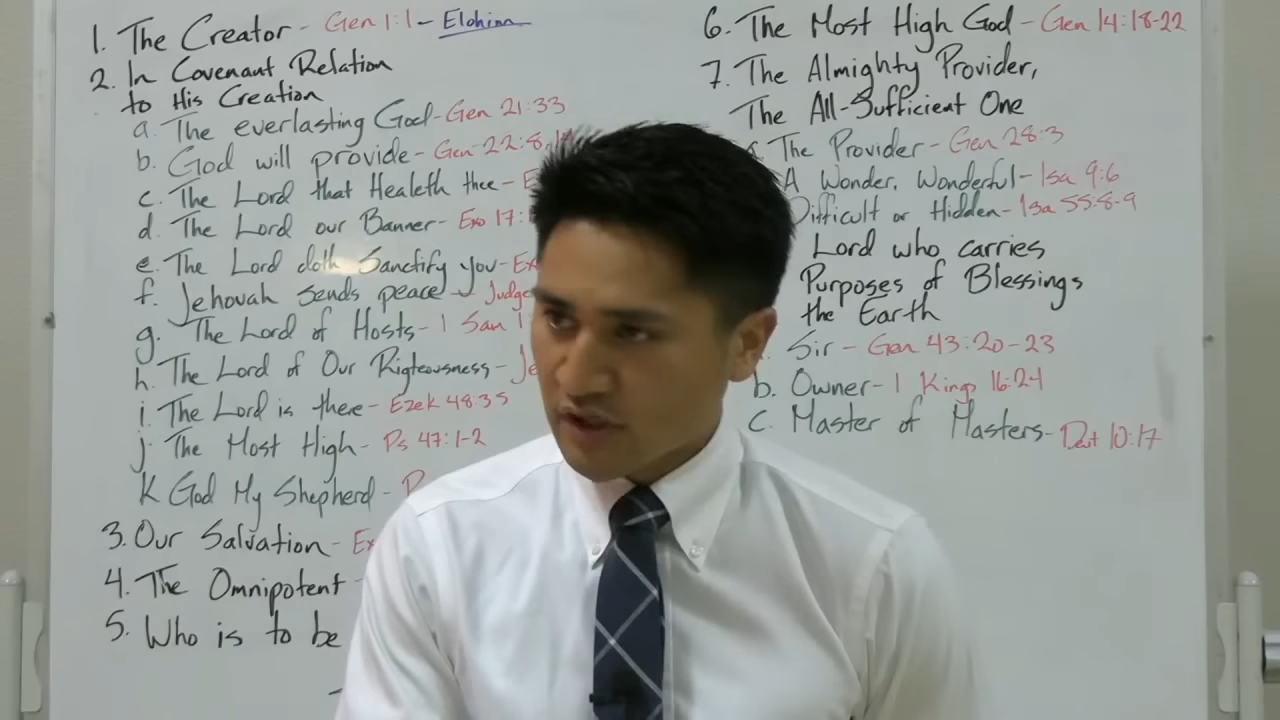 1. The Creator - Gen 1:1 - Elohim
2. In Covenant Relation
to His Creation
a. The everlasting God - Gen 21:33
b. God will provide - Gen 22:8,
c. The Lord that Healeth thee -
d. The Lord our Banner - Exo 17:
e. The Lord doth Sanctify you -
f. Jehovah sends peace -
g. The Lord of Hosts - 1 Sam 1
h. The Lord of Our Righteousness -
i. The Lord is there - Ezek 48:35
j. The Most High - Ps 47:1-2
K God My Shepherd -
3. Our Salvation -
4. The Omnipotent -
5. Who is to be
6. The Most High God - Gen 14:18-22
7. The Almighty Provider,
The All-Sufficient One
The Provider - Gen 28:3
A Wonder, Wonderful - Isa 9:6
Difficult or Hidden - Isa 55:8-9
Lord who carries
Purposes of Blessings
the Earth
Sir - Gen 43:20-23
b. Owner - 1 Kings 16:24
c. Master of Masters - Deut 10:17